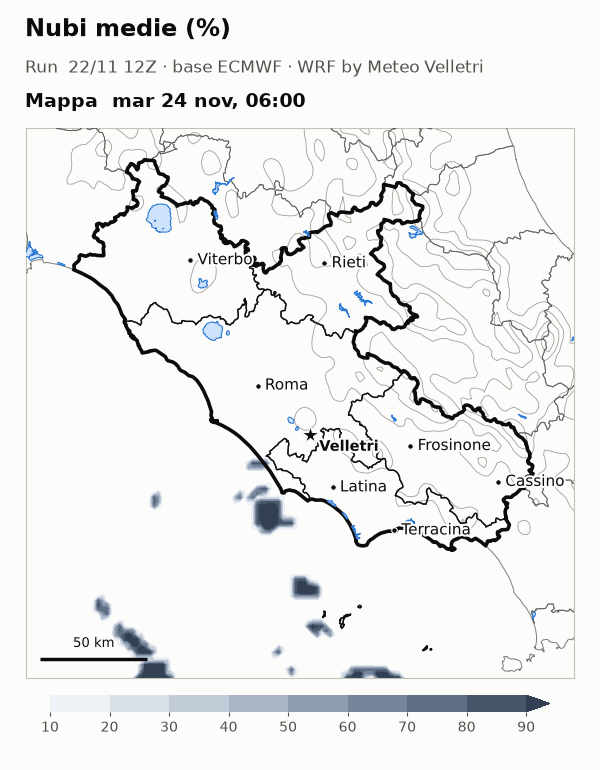 Nubi medie (%)
Run  22/11 12Z · base ECMWF · WRF by Meteo Velletri
Mappa  mar 24 nov, 06:00
Viterbo
Rieti
Roma
Velletri
Frosinone
Cassino
Latina
Terracina
50 km
10 20 30 40 50 60 70 80 90